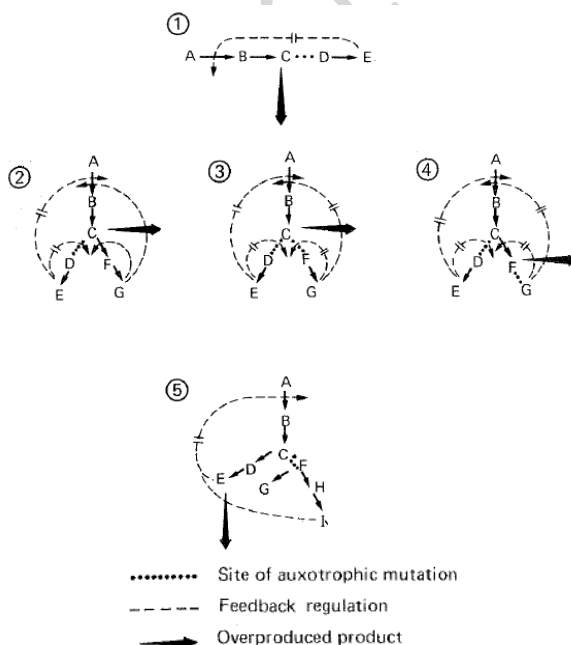 ①
A B C D E
② ③ ④
A A A
B B B
C C C
D F D F D F
E G E G E G
⑤
A
B
C
D F
E G H
I
Site of auxotrophic mutation
Feedback regulation
Overproduced product